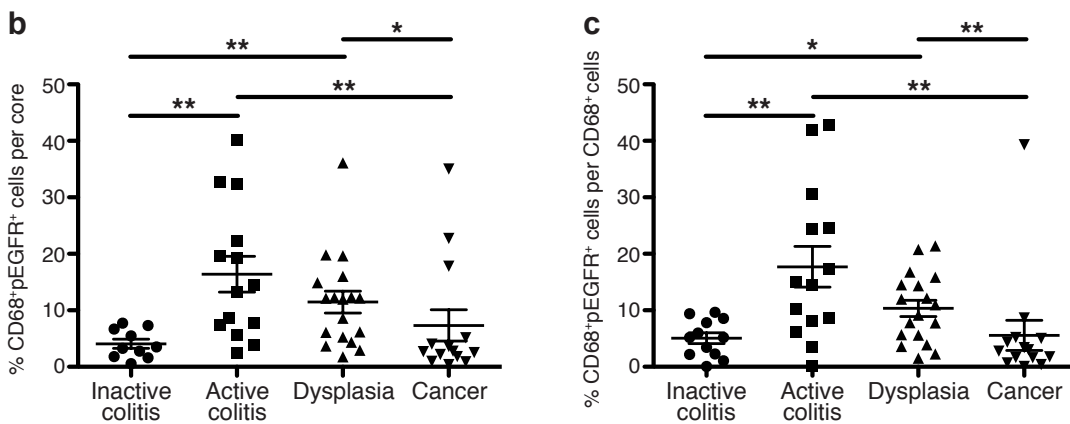 b
% CD68⁺pEGFR⁺ cells per core
**
*
**
**
50
40
30
20
10
0
Inactive colitis
Active colitis
Dysplasia
Cancer
c
% CD68⁺pEGFR⁺ cells per CD68⁺ cells
*
**
**
**
50
40
30
20
10
0
Inactive colitis
Active colitis
Dysplasia
Cancer